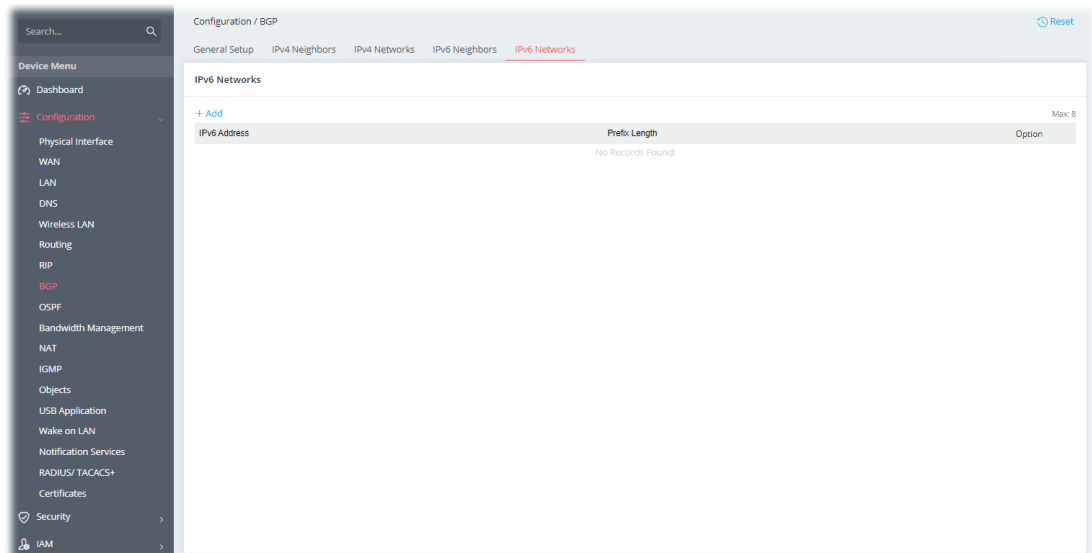 Search...
Device Menu
Dashboard
Configuration
Physical Interface
WAN
LAN
DNS
Wireless LAN
Routing
RIP
BGP
OSPF
Bandwidth Management
NAT
IGMP
Objects
USB Application
Wake on LAN
Notification Services
RADIUS/ TACACS+
Certificates
Security
IAM
Configuration / BGP
Reset
General Setup IPv4 Neighbors IPv4 Networks IPv6 Neighbors IPv6 Networks
IPv6 Networks
+ Add Max: 8
IPv6 Address Prefix Length Option
No Records Found!